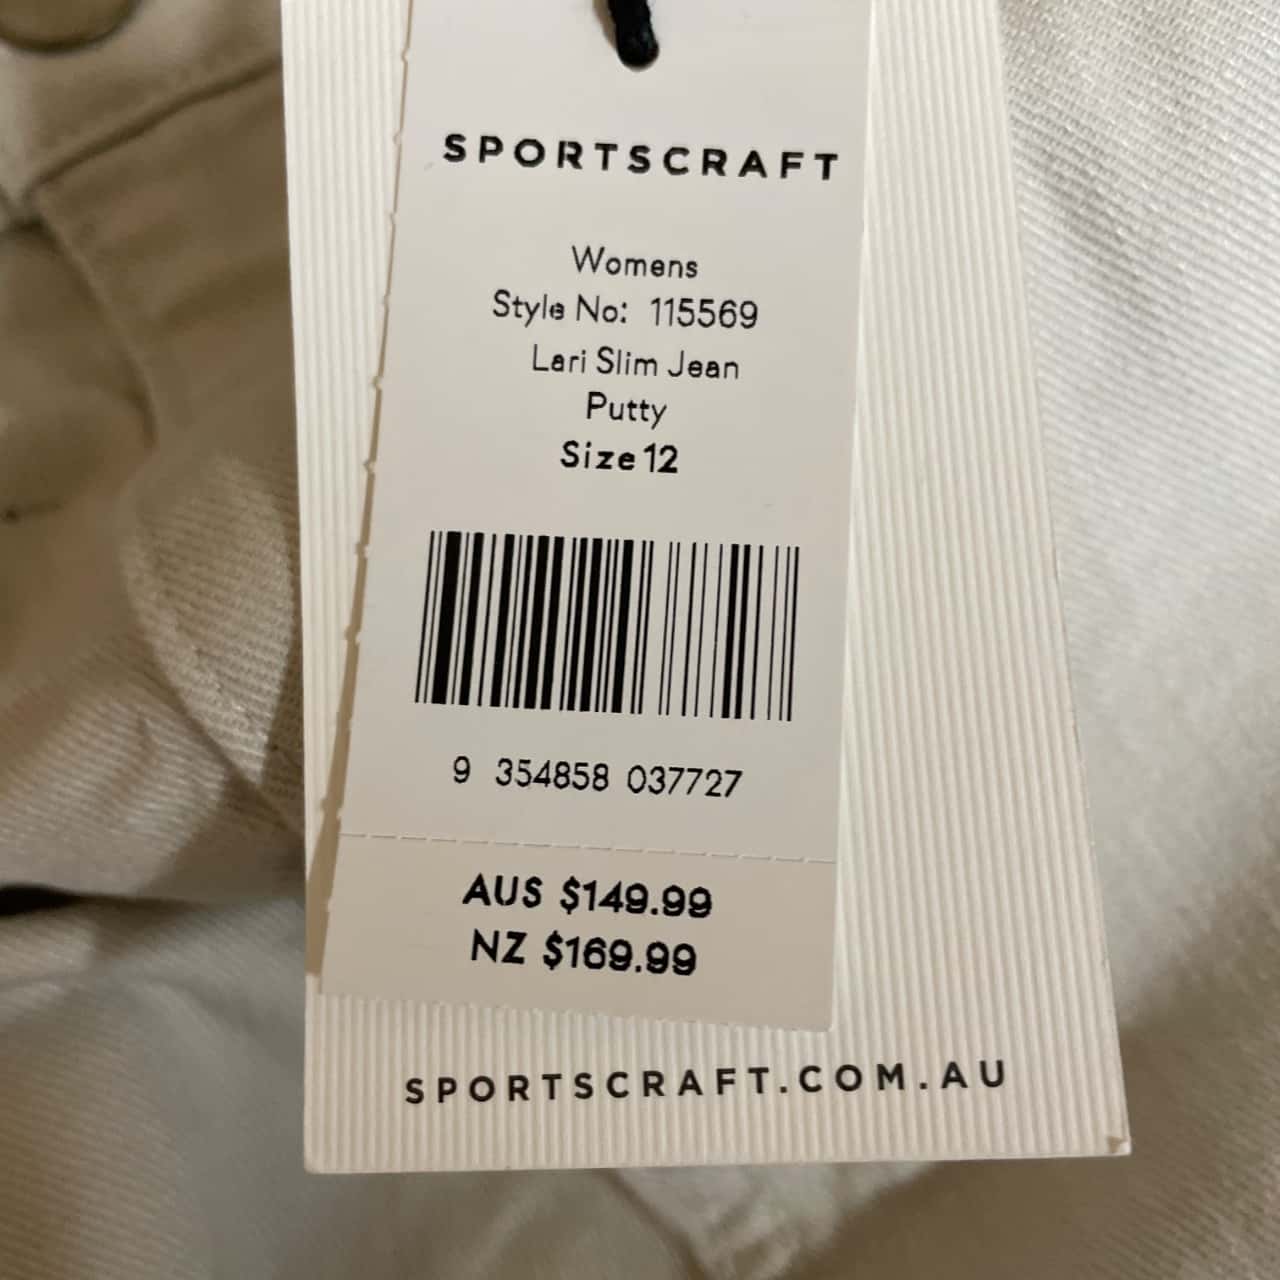 SPORTSCRAFT
Womens
Style No: 115569
Lari Slim Jean
Putty
Size 12
9 354858 037727
AUS $149.99
NZ $169.99
SPORTSCRAFT.COM.AU